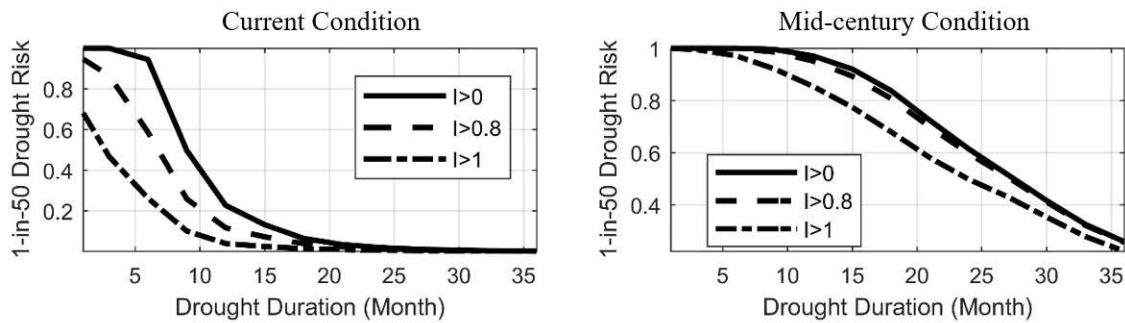 Current Condition
1-in-50 Drought Risk
0.8
0.6
0.4
0.2
I>0
I>0.8
I>1
5 10 15 20 25 30 35
Drought Duration (Month)
Mid-century Condition
1-in-50 Drought Risk
1
0.8
0.6
0.4
I>0
I>0.8
I>1
5 10 15 20 25 30 35
Drought Duration (Month)